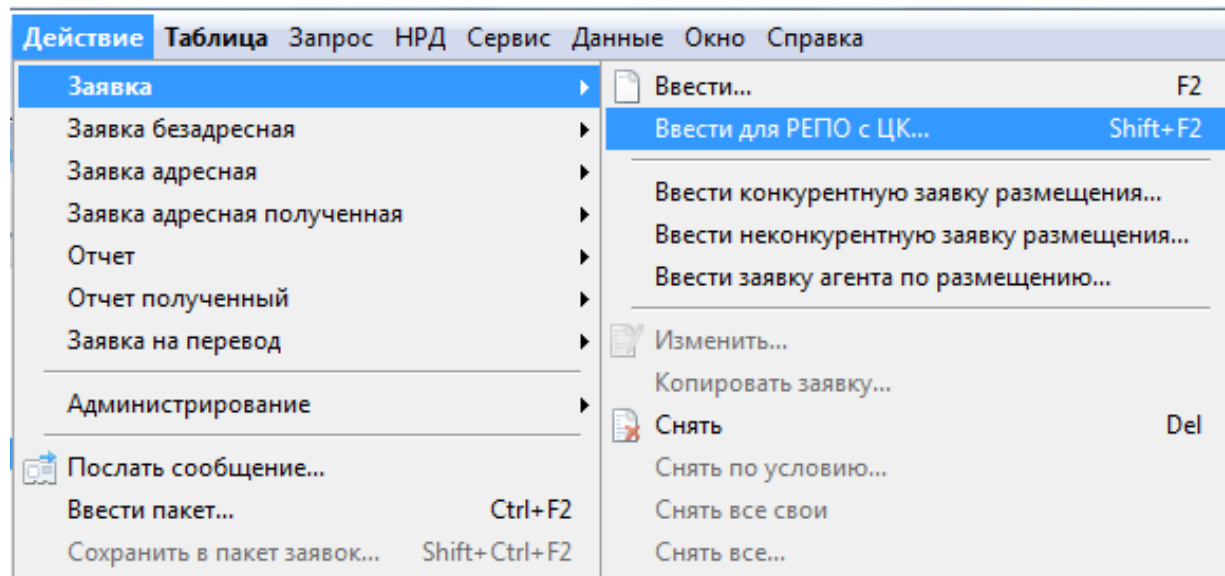 Действие Таблица Запрос НРД Сервис Данные Окно Справка
Заявка
Заявка безадресная
Заявка адресная
Заявка адресная полученная
Отчет
Отчет полученный
Заявка на перевод
Администрирование
Послать сообщение...
Ввести пакет... Ctrl+F2
Сохранить в пакет заявок... Shift+Ctrl+F2
Ввести... F2
Ввести для РЕПО с ЦК... Shift+F2
Ввести конкурентную заявку размещения...
Ввести неконкурентную заявку размещения...
Ввести заявку агента по размещению...
Изменить...
Копировать заявку...
Снять Del
Снять по условию...
Снять все свои
Снять все...